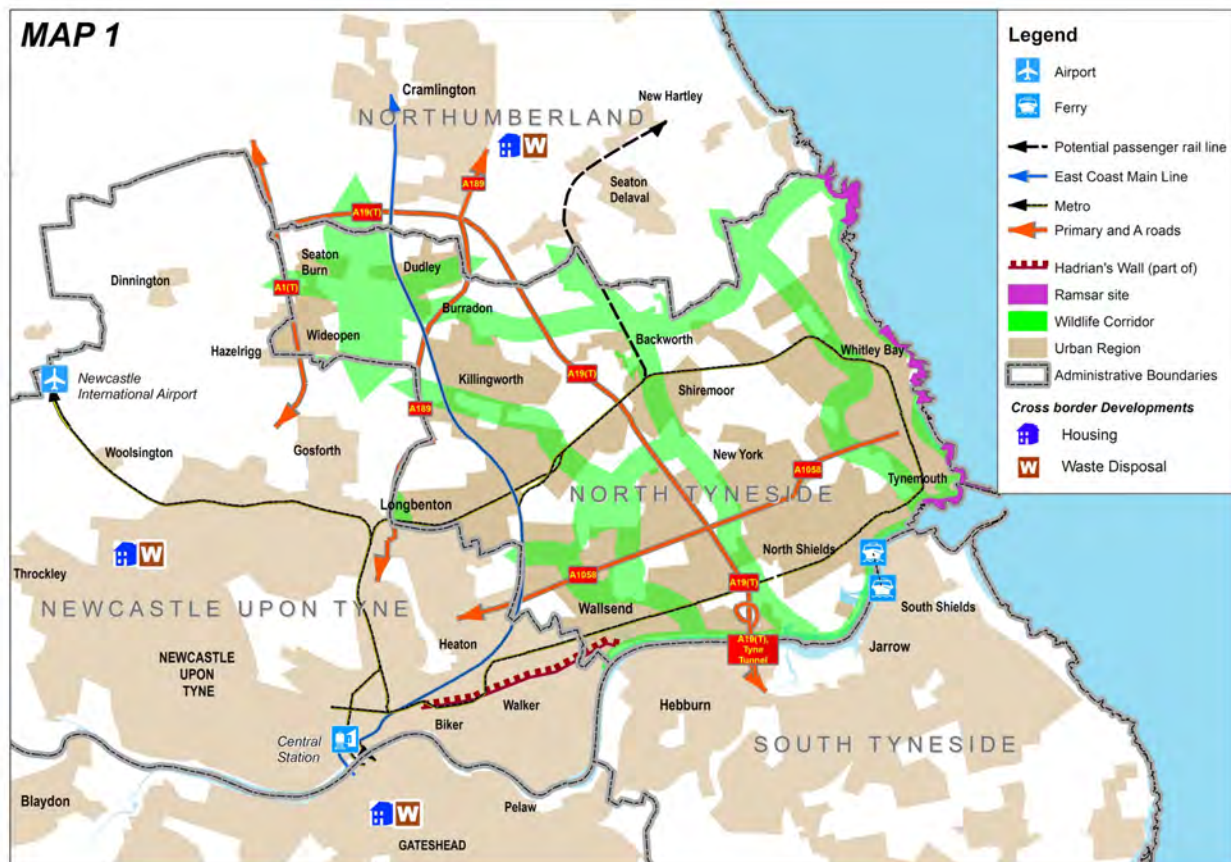 MAP 1
Cramlington
NORTHUMBERLAND
New Hartley
A189
Seaton
Delaval
A19(T)
Seaton
Burn
Dudley
Dinnington
A1(T)
Burradon
Wideopen
Hazelrigg
Backworth
Whitley Bay
Newcastle
International Airport
Killingworth
A19(T)
Shiremoor
A189
Woolsington
Gosforth
New York
A1058
Tynemouth
Longbenton
NORTH TYNESIDE
North Shields
Throckley
A1058
A19(T)
NEWCASTLE UPON TYNE
Wallsend
South Shields
Heaton
A19(T),
Tyne
Tunnel
Jarrow
NEWCASTLE
UPON
TYNE
Walker
Hebburn
Biker
Central
Station
SOUTH TYNESIDE
Blaydon
Pelaw
GATESHEAD
W
W
W
Legend
Airport
Ferry
Potential passenger rail line
East Coast Main Line
Metro
Primary and A roads
Hadrian's Wall (part of)
Ramsar site
Wildlife Corridor
Urban Region
Administrative Boundaries
Cross border Developments
Housing
W Waste Disposal